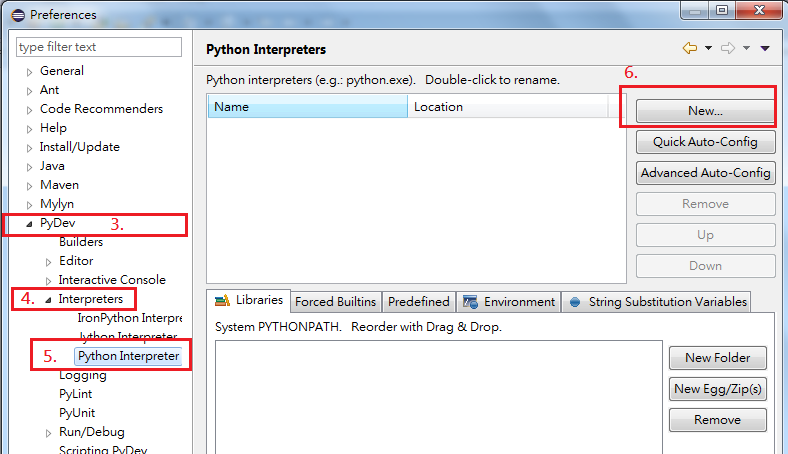 Preferences
type filter text
General
Ant
Code Recommenders
Help
Install/Update
Java
Maven
Mylyn
PyDev 3.
Builders
Editor
Interactive Console
4. Interpreters
IronPython Interpre
Jython Interpreter
5. Python Interpreter
Logging
PyLint
PyUnit
Run/Debug
Scripting PyDev
Python Interpreters
Python interpreters (e.g.: python.exe). Double-click to rename.
6.
Name Location
New...
Quick Auto-Config
Advanced Auto-Config
Remove
Up
Down
Libraries Forced Builtins Predefined Environment String Substitution Variables
System PYTHONPATH. Reorder with Drag & Drop.
New Folder
New Egg/Zip(s)
Remove